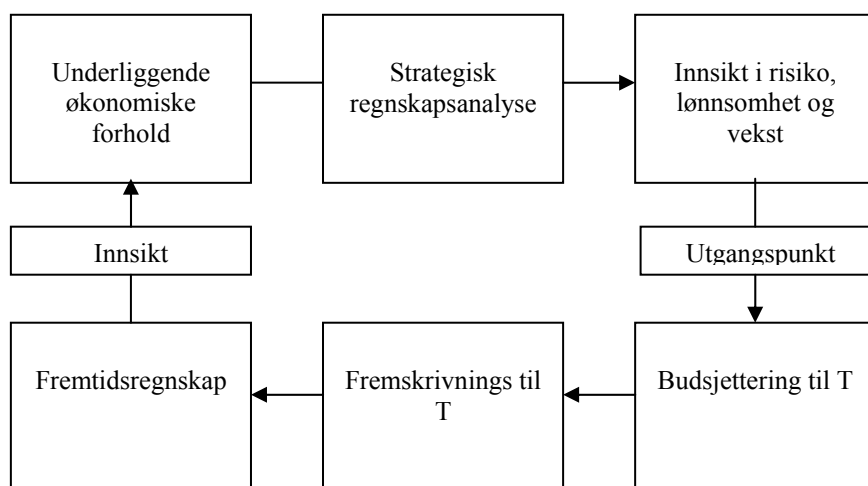 Underliggende
økonomiske
forhold
Strategisk
regnskapsanalyse
Innsikt i risiko,
lønnsomhet og
vekst
Innsikt
Utgangspunkt
Fremtidsregnskap
Fremskrivnings til
T
Budsjettering til T